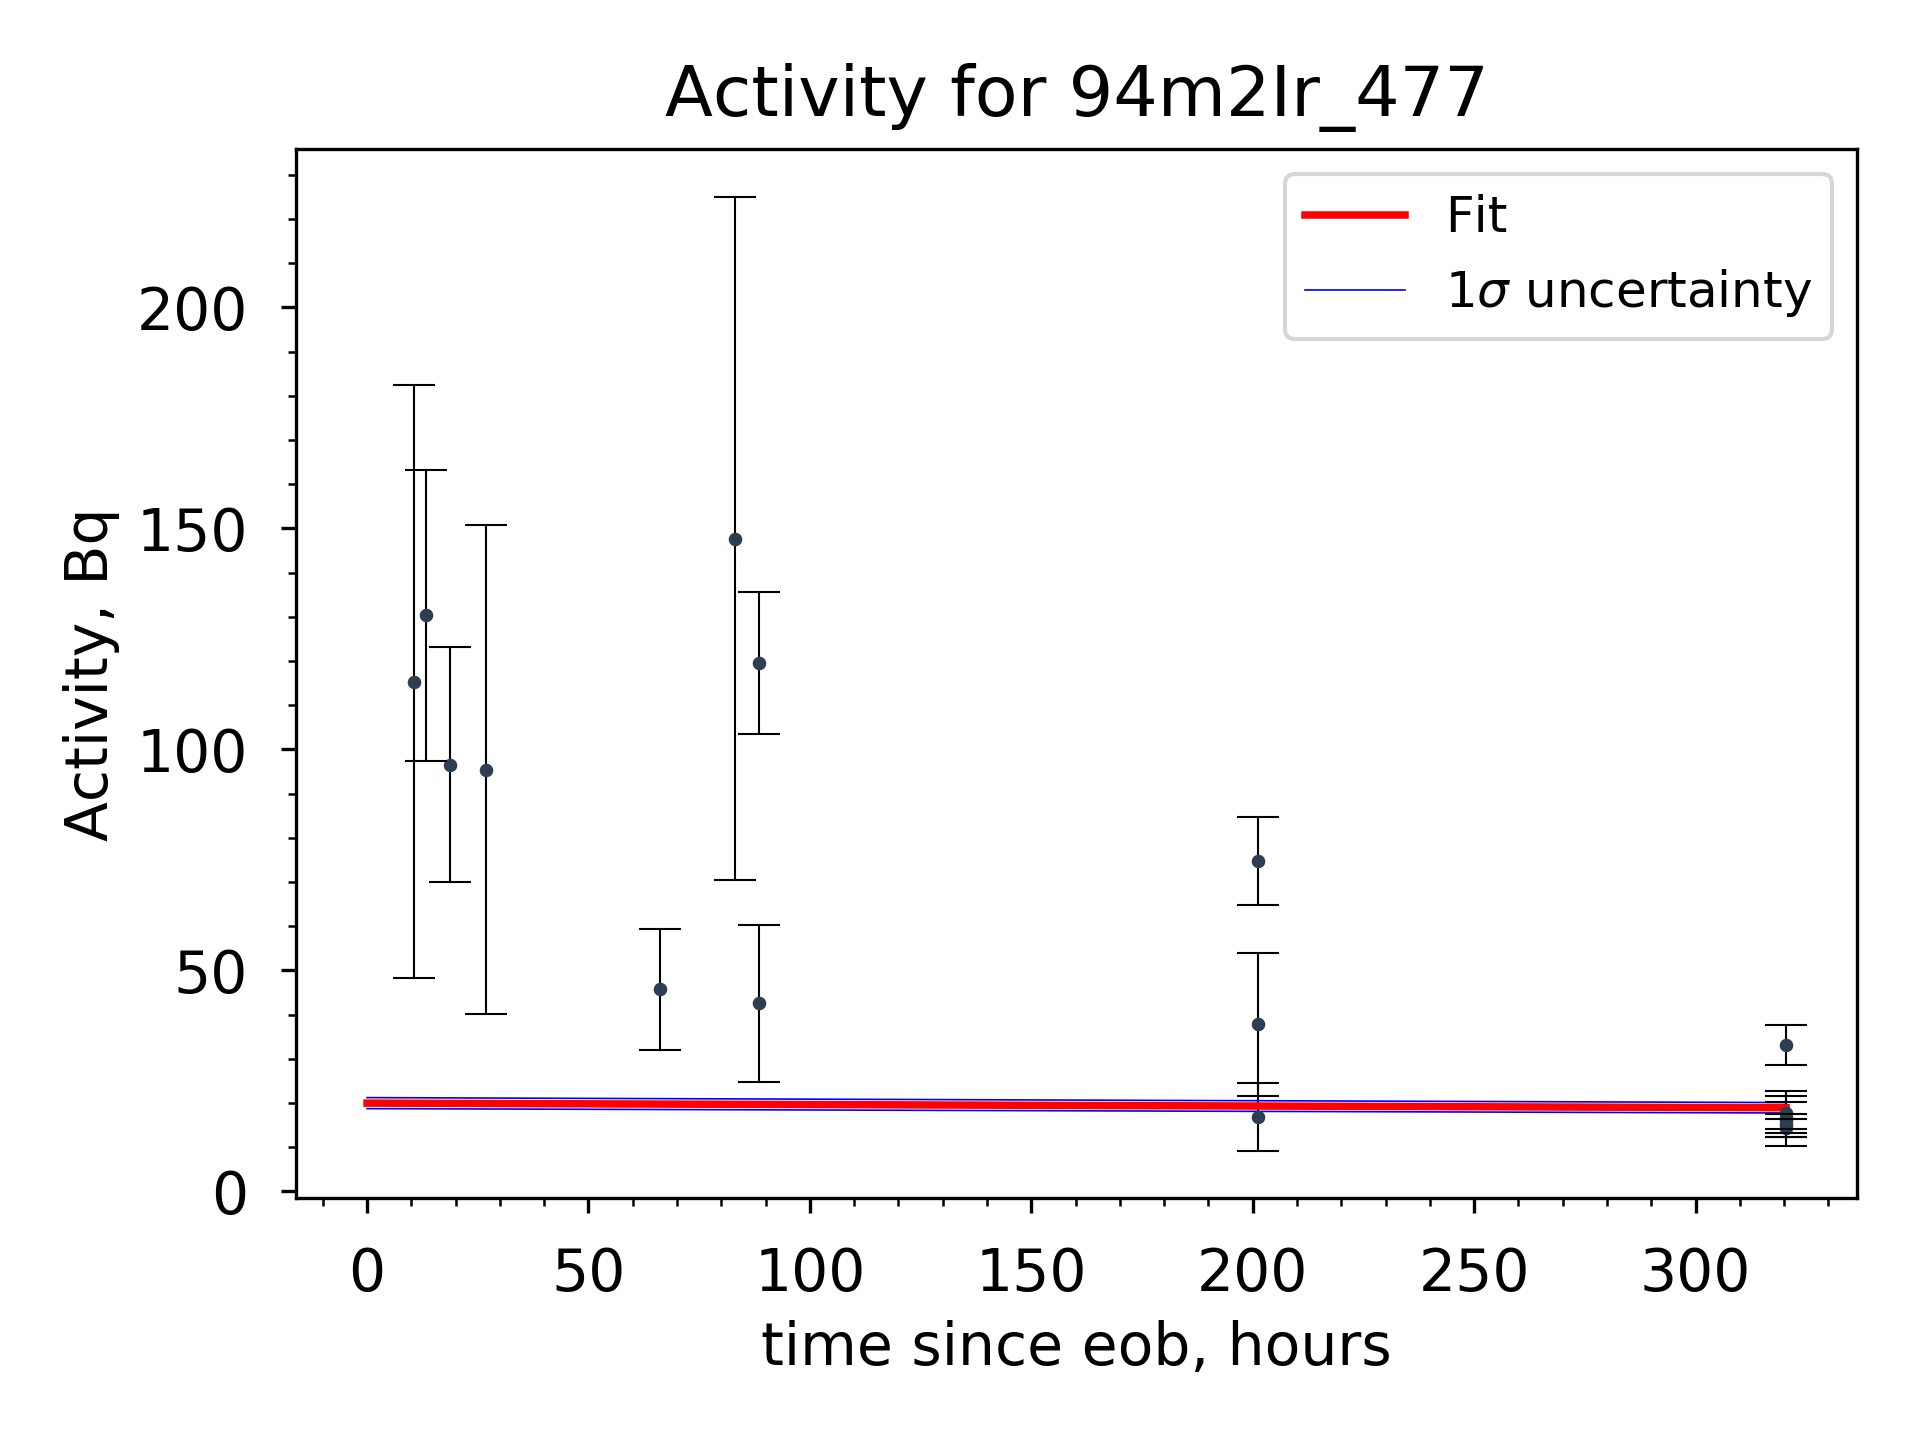 Activity for 94m2Ir_477
Fit
1σ uncertainty
Activity, Bq
200
150
100
50
0
0 50 100 150 200 250 300
time since eob, hours